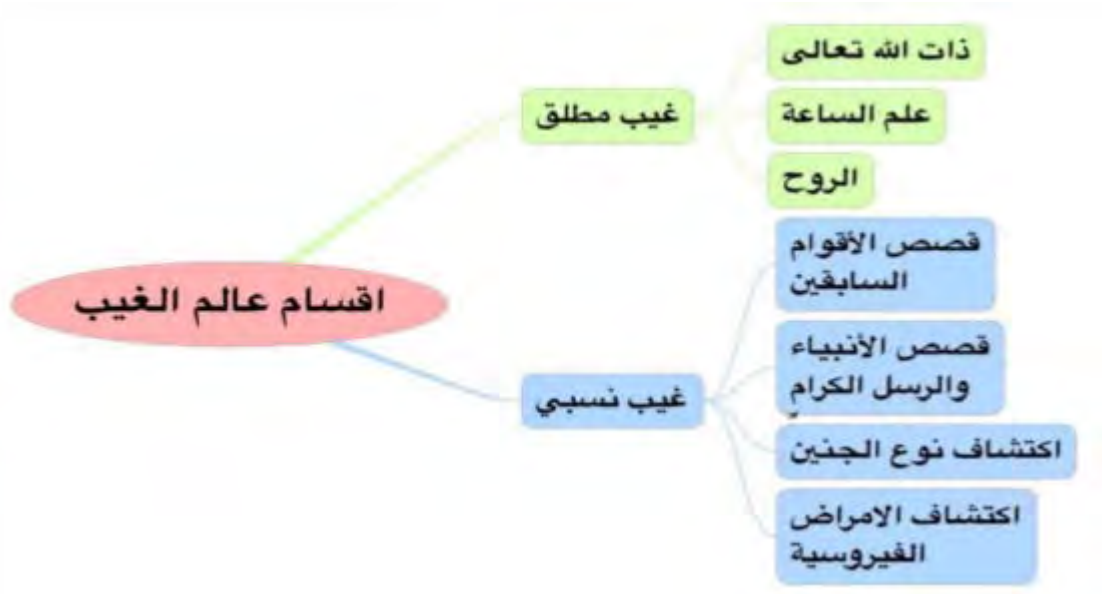 اقسام عالم الغيب
غيب مطلق
ذات الله تعالى
علم الساعة
الروح
غيب نسبي
قصص الأقوام
السابقين
قصص الأنبياء
والرسل الكرام
اكتشاف نوع الجنين
اكتشاف الامراض
الفيروسية